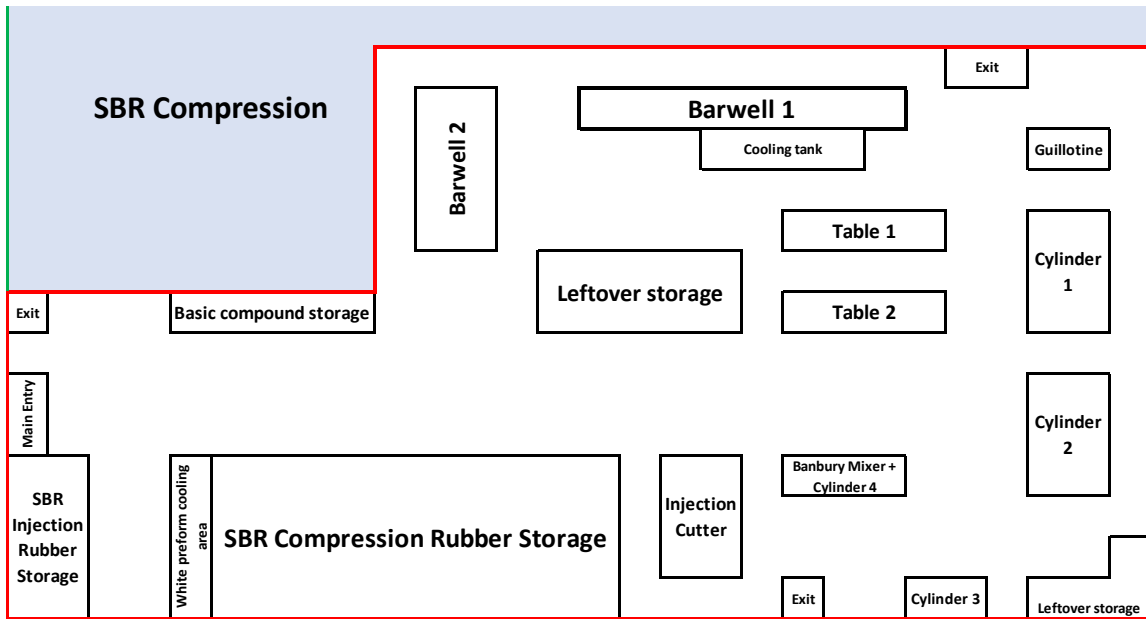 SBR Compression
Barwell 2
Barwell 1
Cooling tank
Exit
Guillotine
Table 1
Cylinder
1
Leftover storage
Table 2
Exit
Basic compound storage
Main Entry
Cylinder
2
SBR
Injection
Rubber
Storage
White preform cooling
area
SBR Compression Rubber Storage
Injection
Cutter
Banbury Mixer +
Cylinder 4
Exit
Cylinder 3
Leftover storage